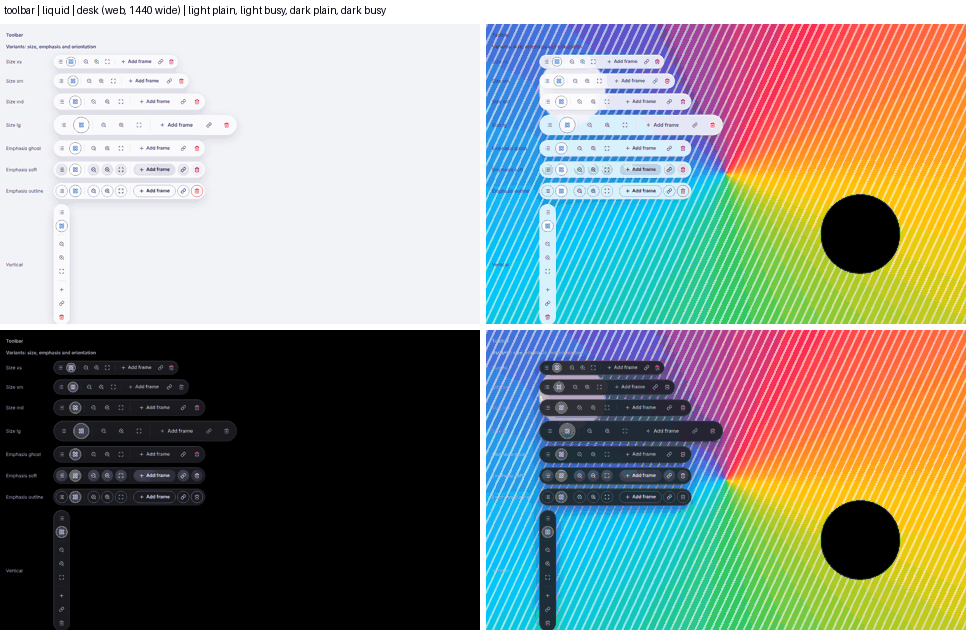 toolbar | liquid | desk (web, 1440 wide) | light plain, light busy, dark plain, dark busy
Toolbar
Variants: size, emphasis and orientation
Size xs
Add frame
Size sm
Add frame
Size md
Add frame
Size lg
Add frame
Emphasis ghost
Add frame
Emphasis soft
Add frame
Emphasis outline
Add frame
Vertical
Toolbar
Add frame
Add frame
Add frame
Add frame
Add frame
Add frame
Add frame
Vertical
Toolbar
Variants: size, emphasis and orientation
Size xs
Add frame
Size sm
Add frame
Size md
Add frame
Size lg
Add frame
Emphasis ghost
Add frame
Emphasis soft
Add frame
Emphasis outline
Add frame
Vertical
Add frame
Add frame
Add frame
Add frame
Add frame
Add frame
Add frame